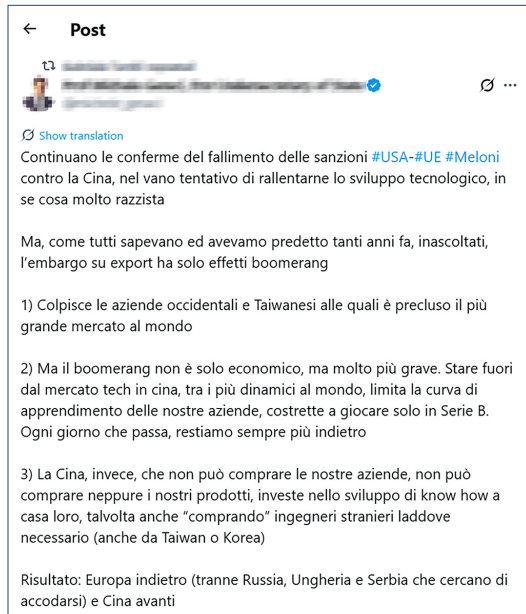 Post
Show translation
Continuano le conferme del fallimento delle sanzioni #USA-#UE #Meloni
contro la Cina, nel vano tentativo di rallentarne lo sviluppo tecnologico, in
se cosa molto razzista
Ma, come tutti sapevano ed avevamo predetto tanti anni fa, inascoltati,
l'embargo su export ha solo effetti boomerang
1) Colpisce le aziende occidentali e Taiwanesi alle quali è precluso il più
grande mercato al mondo
2) Ma il boomerang non è solo economico, ma molto più grave. Stare fuori
dal mercato tech in cina, tra i più dinamici al mondo, limita la curva di
apprendimento delle nostre aziende, costrette a giocare solo in Serie B.
Ogni giorno che passa, restiamo sempre più indietro
3) La Cina, invece, che non può comprare le nostre aziende, non può
comprare neppure i nostri prodotti, investe nello sviluppo di know how a
casa loro, talvolta anche “comprando” ingegneri stranieri laddove
necessario (anche da Taiwan o Korea)
Risultato: Europa indietro (tranne Russia, Ungheria e Serbia che cercano di
accodarsi) e Cina avanti